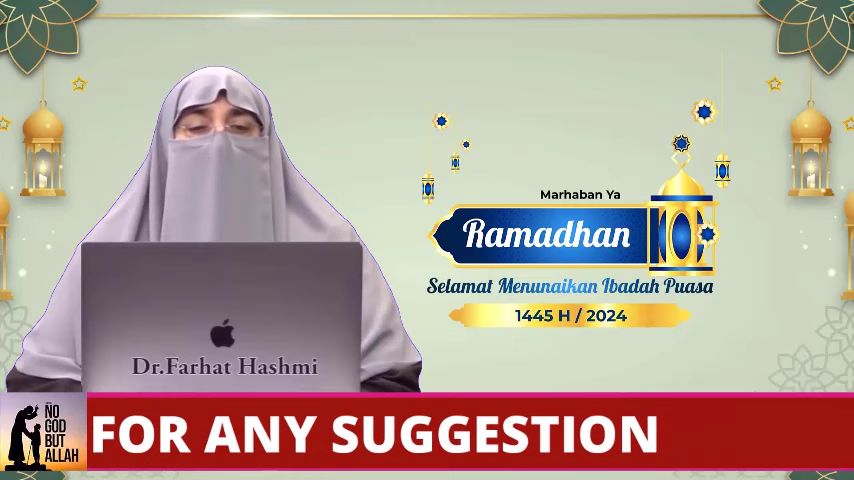 Marhaban Ya
Ramadhan
Selamat Menunaikan Ibadah Puasa
1445 H / 2024
Dr.Farhat Hashmi
NO
GOD
BUT
ALLAH
FOR ANY SUGGESTION